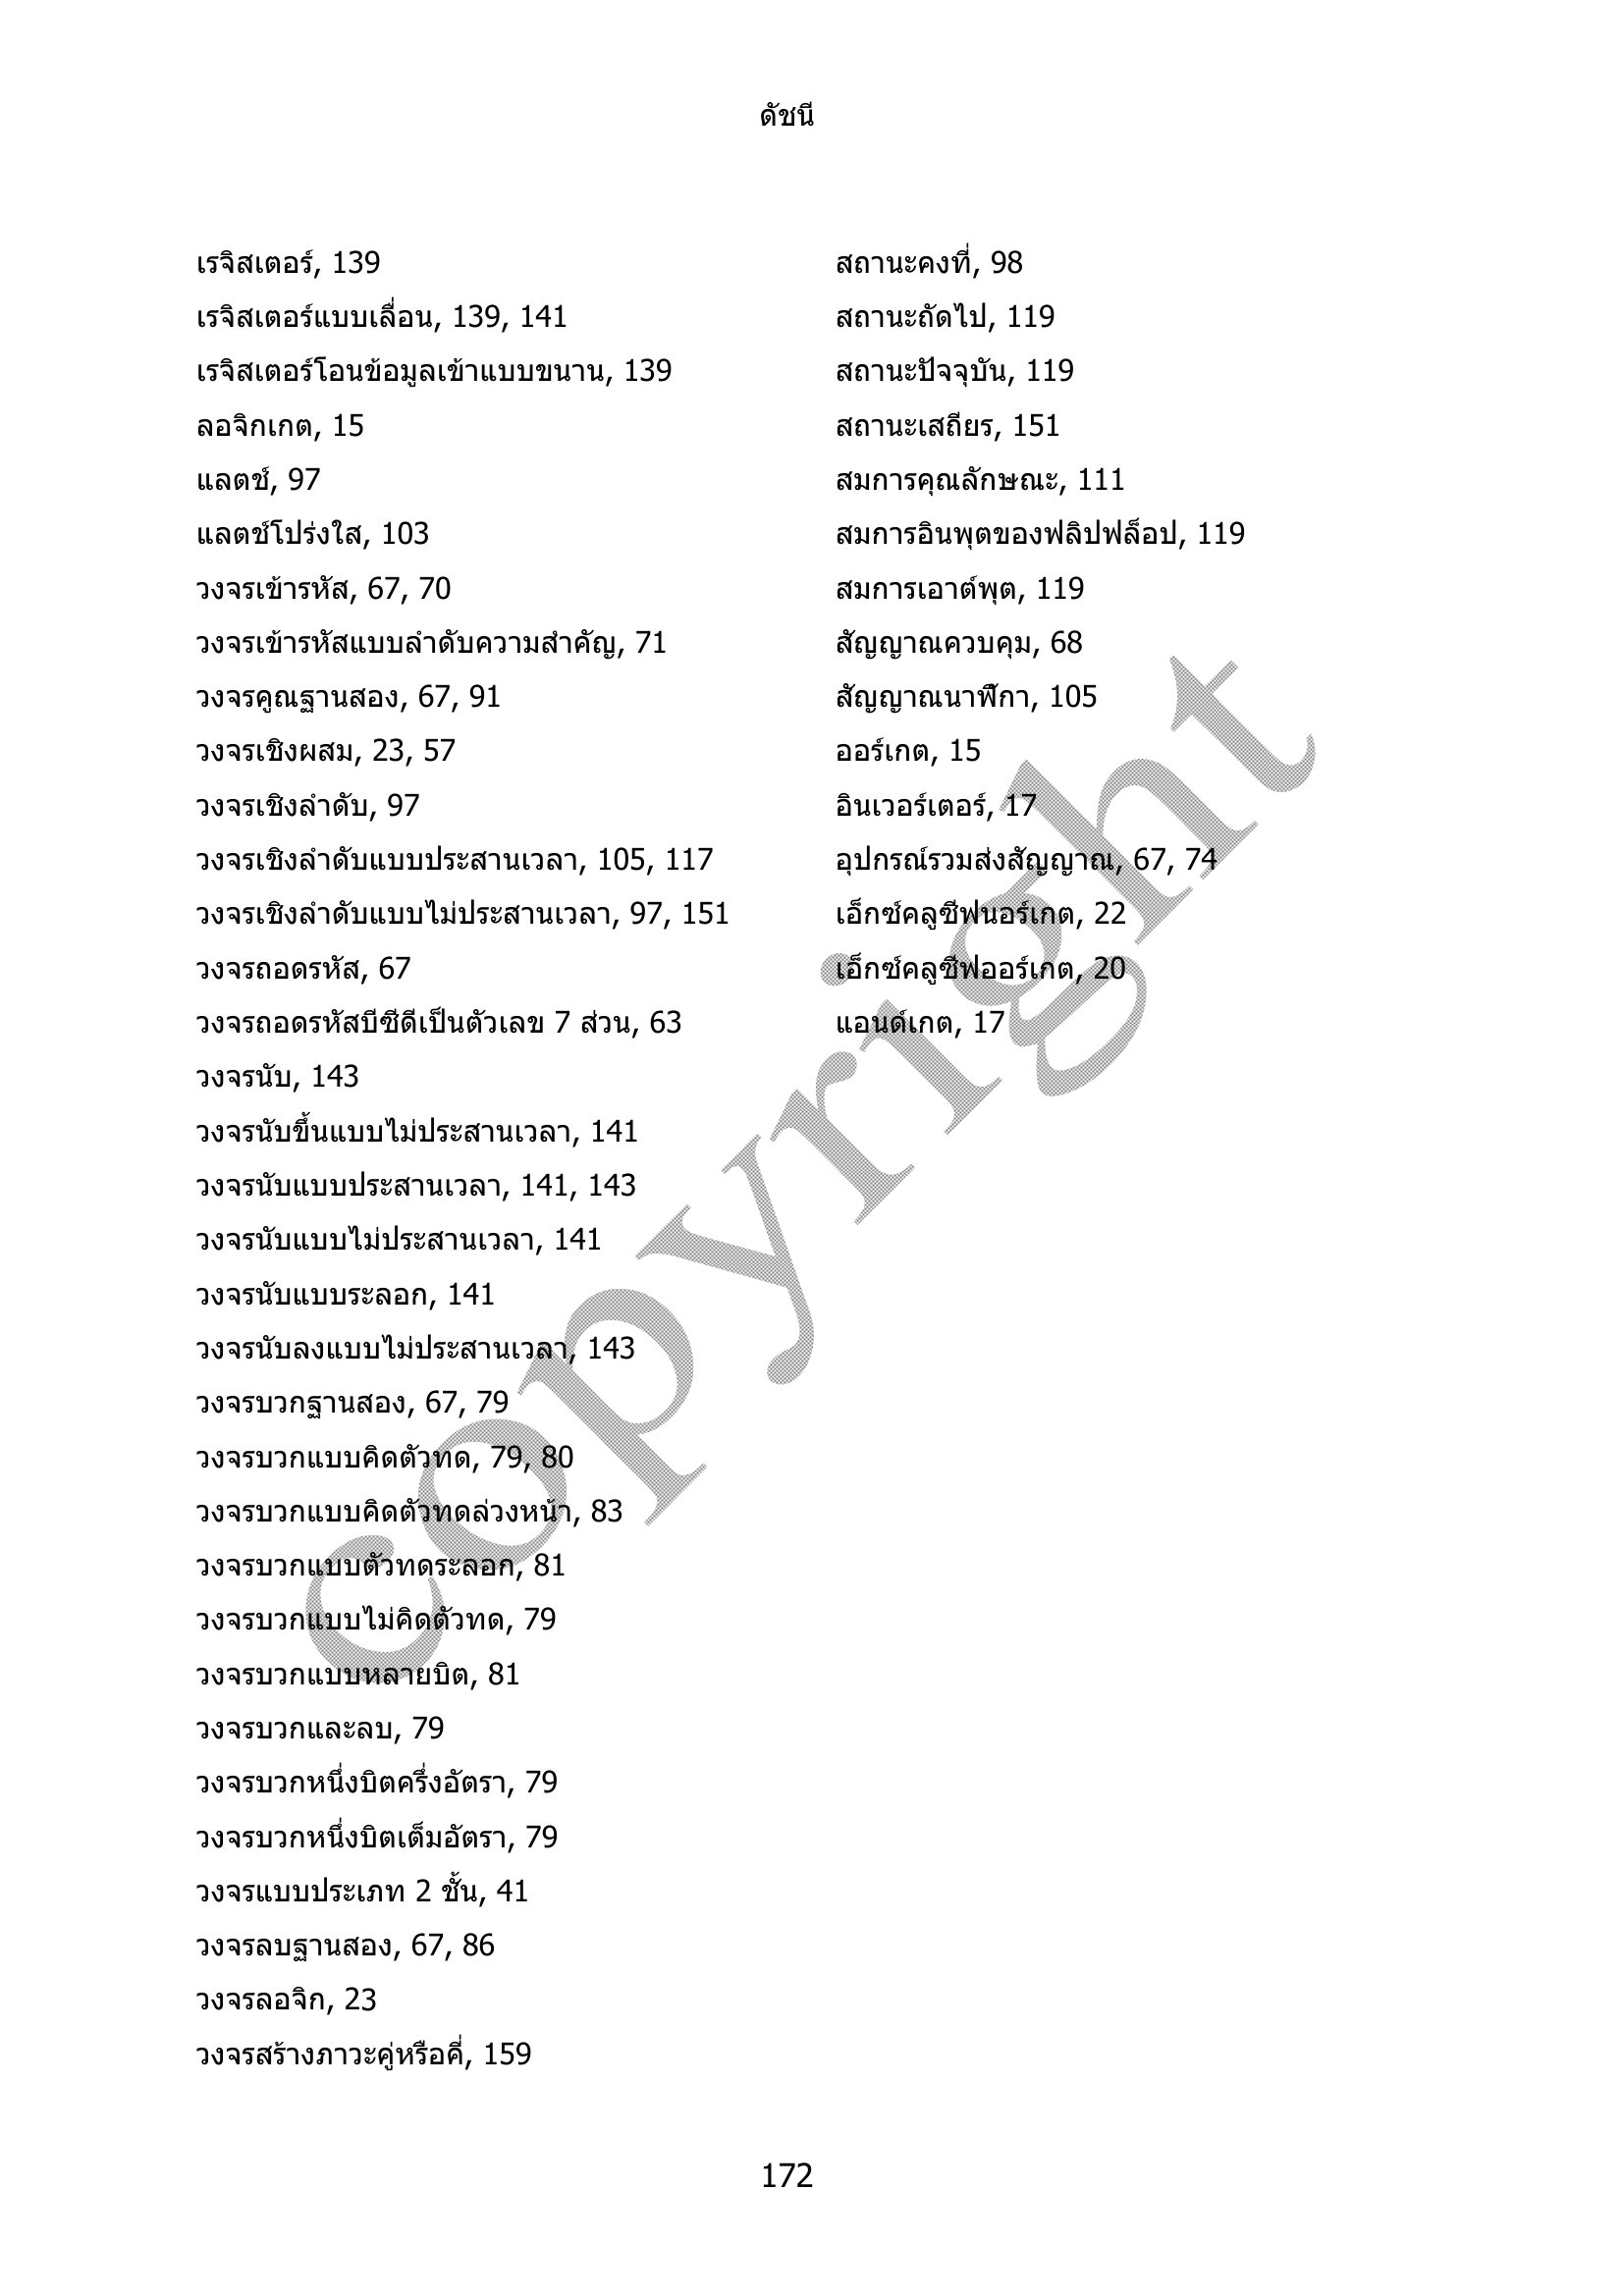 ดัชนี
เรจิสเตอร์, 139
เรจิสเตอร์แบบเลื่อน, 139, 141
เรจิสเตอร์โอนข้อมูลเข้าแบบขนาน, 139
ลอจิกเกต, 15
แลตช์, 97
แลตช์โปร่งใส, 103
วงจรเข้ารหัส, 67, 70
วงจรเข้ารหัสแบบลำดับความสำคัญ, 71
วงจรคูณฐานสอง, 67, 91
วงจรเชิงผสม, 23, 57
วงจรเชิงลำดับ, 97
วงจรเชิงลำดับแบบประสานเวลา, 105, 117
วงจรเชิงลำดับแบบไม่ประสานเวลา, 97, 151
วงจรถอดรหัส, 67
วงจรถอดรหัสบีซีดีเป็นตัวเลข 7 ส่วน, 63
วงจรนับ, 143
วงจรนับขึ้นแบบไม่ประสานเวลา, 141
วงจรนับแบบประสานเวลา, 141, 143
วงจรนับแบบไม่ประสานเวลา, 141
วงจรนับแบบระลอก, 141
วงจรนับลงแบบไม่ประสานเวลา, 143
วงจรบวกฐานสอง, 67, 79
วงจรบวกแบบคิดตัวทด, 79, 80
วงจรบวกแบบคิดตัวทดล่วงหน้า, 83
วงจรบวกแบบตัวทดระลอก, 81
วงจรบวกแบบไม่คิดตัวทด, 79
วงจรบวกแบบหลายบิต, 81
วงจรบวกและลบ, 79
วงจรบวกหนึ่งบิตครึ่งอัตรา, 79
วงจรบวกหนึ่งบิตเต็มอัตรา, 79
วงจรแบบประเภท 2 ชั้น, 41
วงจรลบฐานสอง, 67, 86
วงจรลอจิก, 23
วงจรสร้างภาวะคู่หรือคี่, 159
สถานะคงที่, 98
สถานะถัดไป, 119
สถานะปัจจุบัน, 119
สถานะเสถียร, 151
สมการคุณลักษณะ, 111
สมการอินพุตของฟลิปฟล็อป, 119
สมการเอาต์พุต, 119
สัญญาณควบคุม, 68
สัญญาณนาฬิกา, 105
ออร์เกต, 15
อินเวอร์เตอร์, 17
อุปกรณ์รวมส่งสัญญาณ, 67, 74
เอ็กซ์คลูซีฟนอร์เกต, 22
เอ็กซ์คลูซีฟออร์เกต, 20
แอนด์เกต, 17
copyright
172